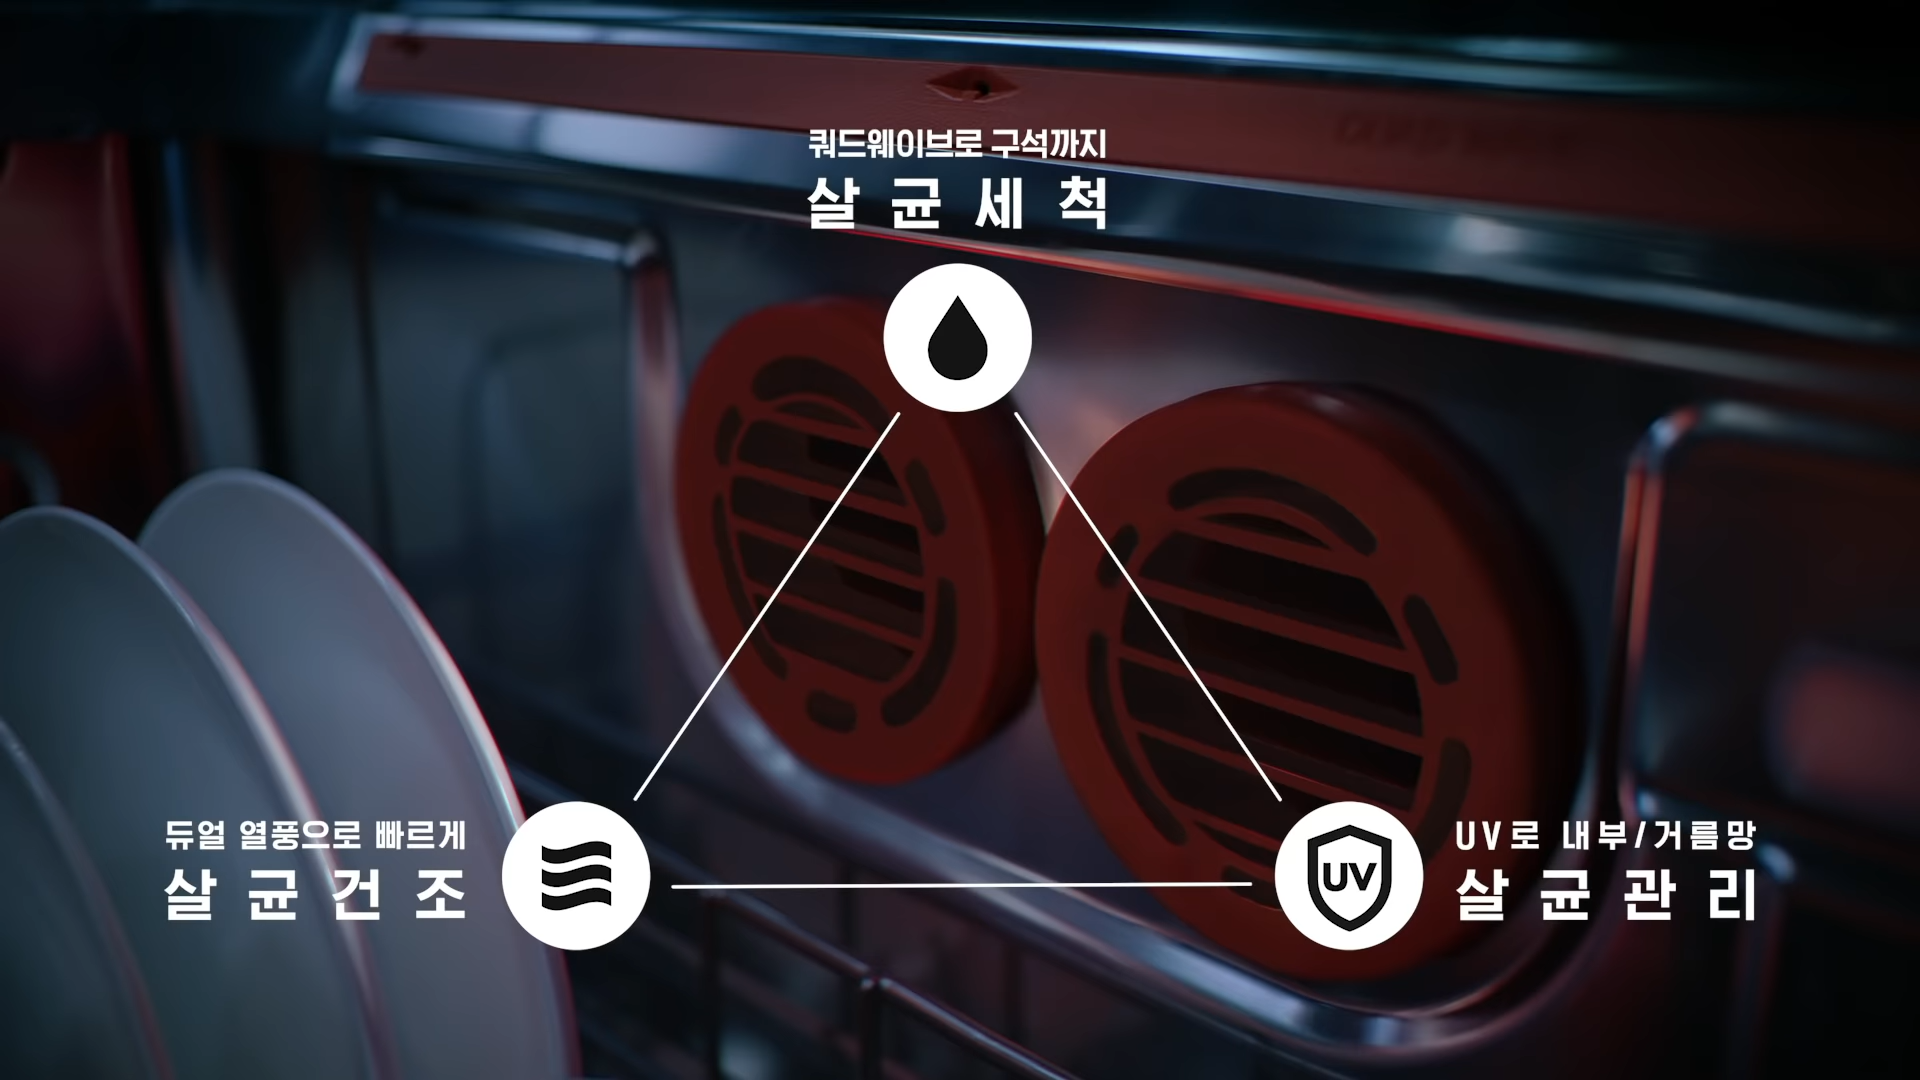 쿼드웨이브로 구석까지
살균세척
듀얼 열풍으로 빠르게
살균건조
UV로 내부/거름망
살균관리
UV